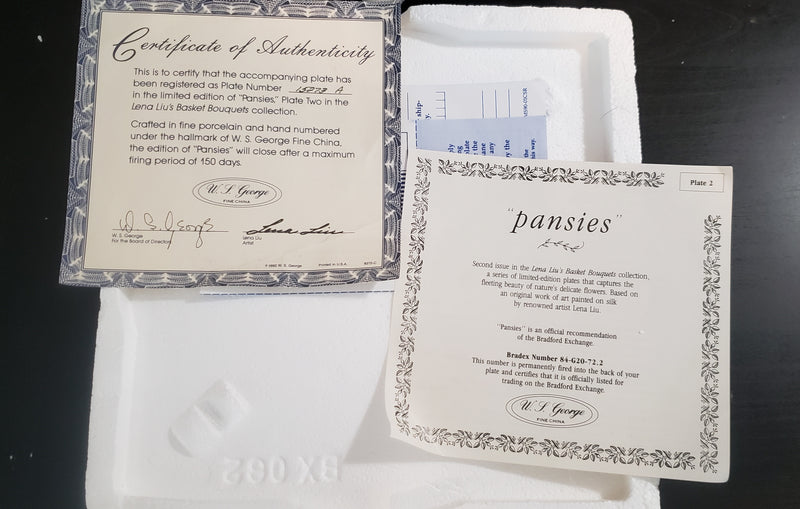 Certificate of Authenticity
This is to certify that the accompanying plate has
been registered as Plate Number 15273 A
in the limited edition of "Pansies," Plate Two in the
Lena Liu's Basket Bouquets collection.
Crafted in fine porcelain and hand numbered
under the hallmark of W. S. George Fine China,
the edition of "Pansies" will close after a maximum
firing period of 150 days.
W. S. George
FINE CHINA
W. S. George
Lena Liu
W. S. George
For the Board of Directors
Lena Liu
Artist
Printed in U.S.A.
ship-
any
this way.
Plate 2
"pansies"
Second issue in the Lena Liu's Basket Bouquets collection,
a series of limited-edition plates that captures the
fleeting beauty of nature's delicate flowers. Based on
an original work of art painted on silk
by renowned artist Lena Liu.
"Pansies" is an official recommendation
of the Bradford Exchange.
Bradex Number 84-G20-72.2
This number is permanently fired into the back of your
plate and certifies that it is officially listed for
trading on the Bradford Exchange.
W. S. George
FINE CHINA
BX 062